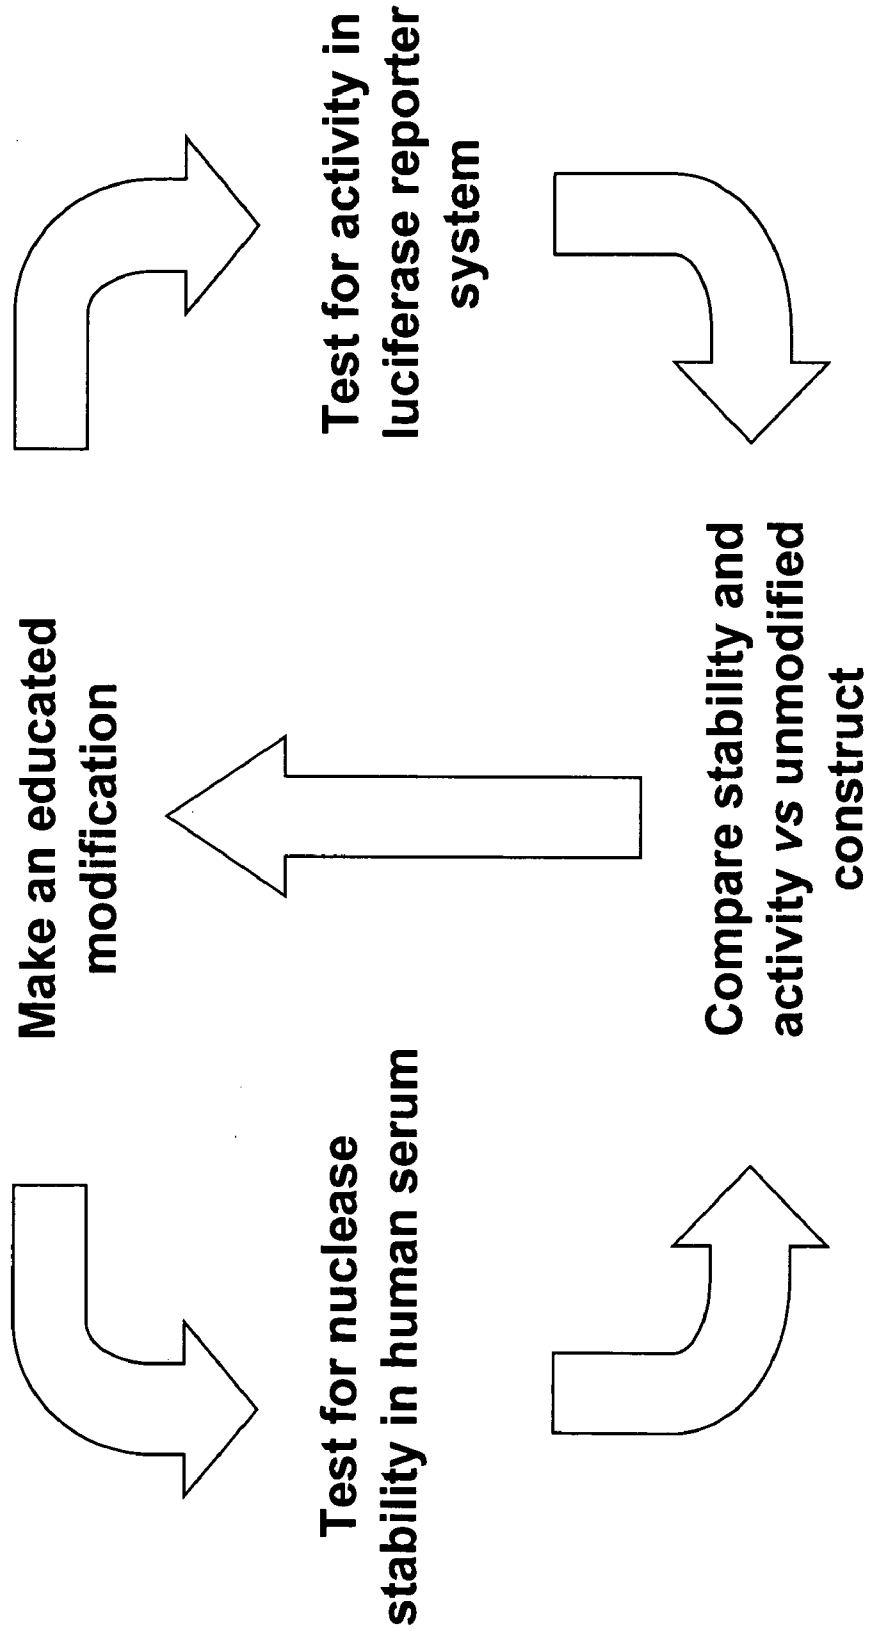 Make an educated
modification
Test for nuclease
stability in human serum
Test for activity in
luciferase reporter
system
Compare stability and
activity vs unmodified
construct